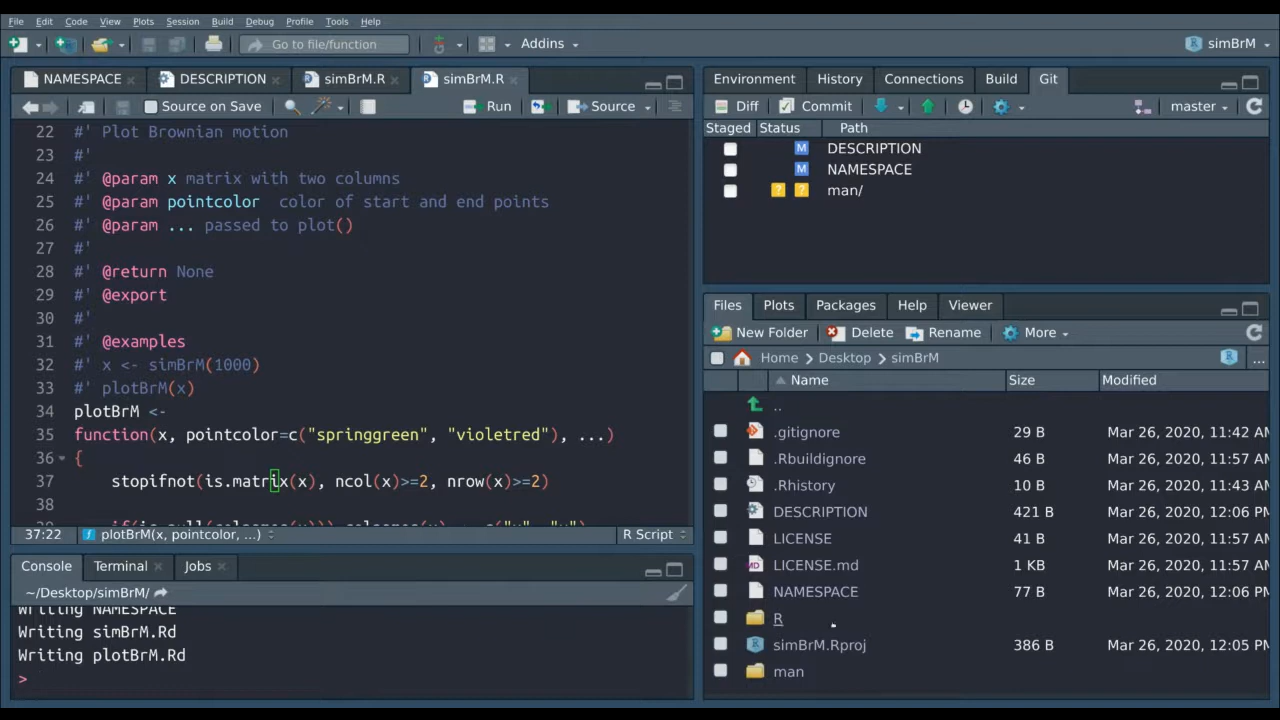 File Edit Code View Plots Session Build Debug Profile Tools Help
Go to file/function Addins simBrM
NAMESPACE DESCRIPTION simBrM.R simBrM.R
Source on Save Run Source
22 #' Plot Brownian motion
23 #'
24 #' @param x matrix with two columns
25 #' @param pointcolor color of start and end points
26 #' @param ... passed to plot()
27 #'
28 #' @return None
29 #' @export
30 #'
31 #' @examples
32 #' x <- simBrM(1000)
33 #' plotBrM(x)
34 plotBrM <-
35 function(x, pointcolor=c("springgreen", "violetred"), ...)
36 {
37 stopifnot(is.matrix(x), ncol(x)>=2, nrow(x)>=2)
38
37:22 plotBrM(x, pointcolor, ...) R Script
Console Terminal Jobs
~/Desktop/simBrM/
Writing NAMESPACE
Writing simBrM.Rd
Writing plotBrM.Rd
>
Environment History Connections Build Git
Diff Commit master
Staged Status Path
M DESCRIPTION
M NAMESPACE
? ? man/
Files Plots Packages Help Viewer
New Folder Delete Rename More
Home Desktop simBrM ...
Name Size Modified
..
.gitignore 29 B Mar 26, 2020, 11:42 AM
.Rbuildignore 46 B Mar 26, 2020, 11:57 AM
.Rhistory 10 B Mar 26, 2020, 11:43 AM
DESCRIPTION 421 B Mar 26, 2020, 12:06 PM
LICENSE 41 B Mar 26, 2020, 11:57 AM
LICENSE.md 1 KB Mar 26, 2020, 11:57 AM
NAMESPACE 77 B Mar 26, 2020, 12:06 PM
R
simBrM.Rproj 386 B Mar 26, 2020, 12:05 PM
man